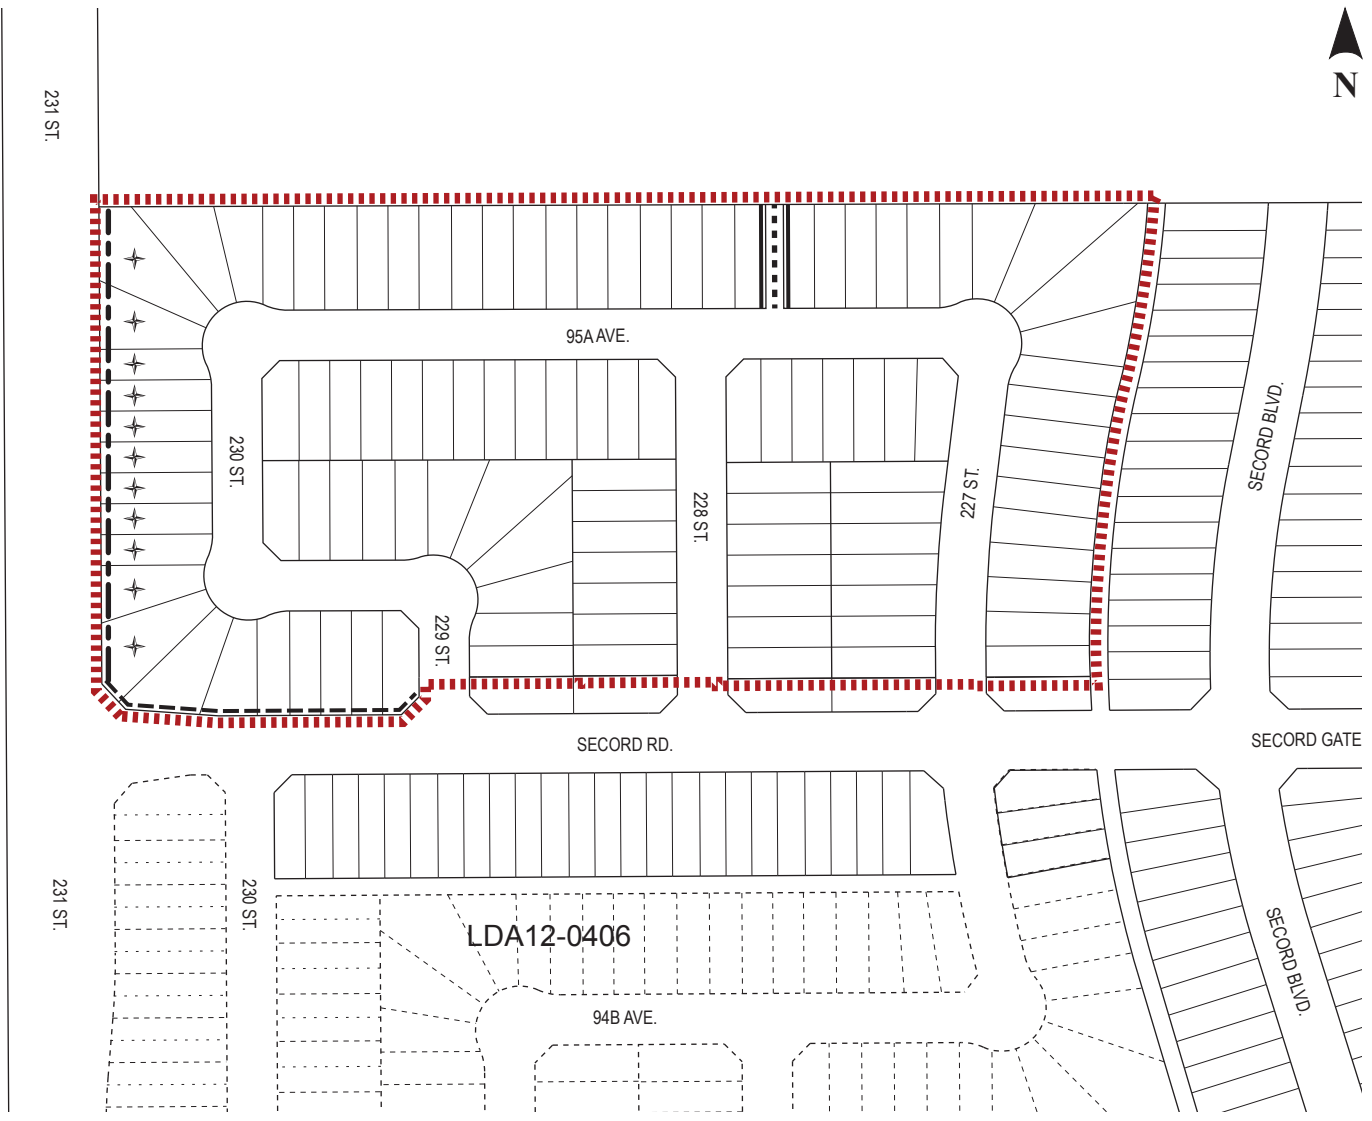 N
231 ST.
95A AVE.
230 ST.
228 ST.
227 ST.
SECORD BLVD.
229 ST.
SECORD RD.
SECORD GATE
231 ST.
230 ST.
LDA12-0406
SECORD BLVD.
94B AVE.